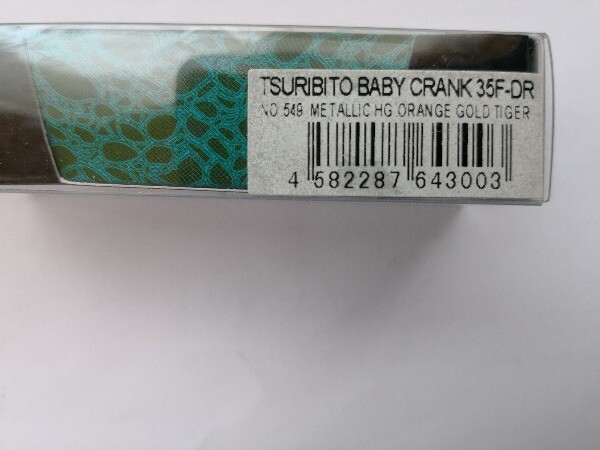 TSURIBITO BABY CRANK 35F-DR
NO.549 METALLIC HG ORANGE GOLD TIGER
4 582287 643003